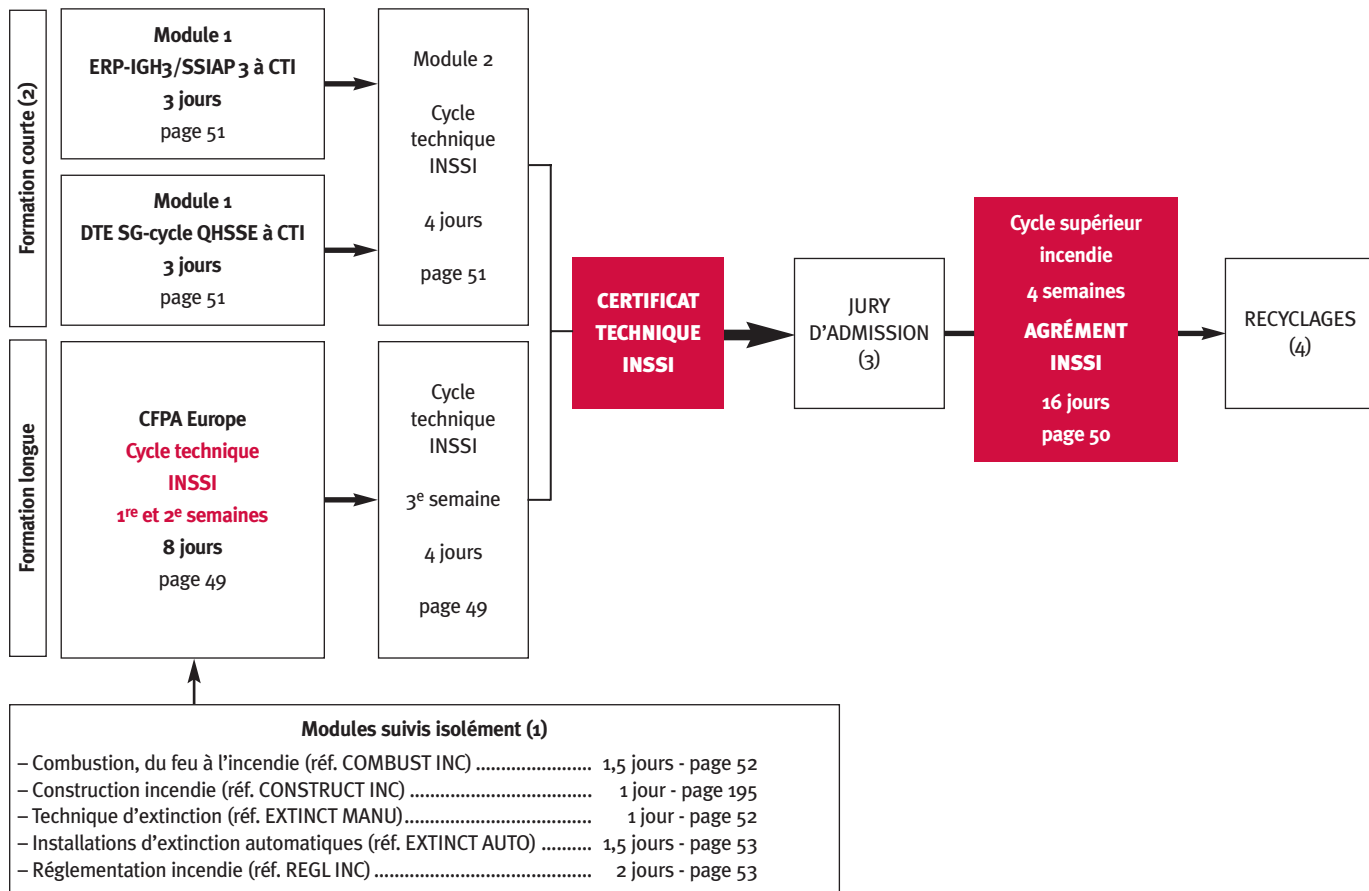 Formation courte (2)
Module 1
ERP-IGH3/SSIAP 3 à CTI
3 jours
page 51
Module 1
DTE SG-cycle QHSSE à CTI
3 jours
page 51
Module 2
Cycle
technique
INSSI
4 jours
page 51
Formation longue
CFPA Europe
Cycle technique
INSSI
1re et 2e semaines
8 jours
page 49
Cycle
technique
INSSI
3e semaine
4 jours
page 49
CERTIFICAT
TECHNIQUE
INSSI
JURY
D'ADMISSION
(3)
Cycle supérieur
incendie
4 semaines
AGRÉMENT
INSSI
16 jours
page 50
RECYCLAGES
(4)
Modules suivis isolément (1)
– Combustion, du feu à l'incendie (réf. COMBUST INC) ....................... 1,5 jours - page 52
– Construction incendie (réf. CONSTRUCT INC) .................................... 1 jour - page 195
– Technique d'extinction (réf. EXTINCT MANU)..................................... 1 jour - page 52
– Installations d'extinction automatiques (réf. EXTINCT AUTO) .......... 1,5 jours - page 53
– Réglementation incendie (réf. REGL INC) ........................................... 2 jours - page 53